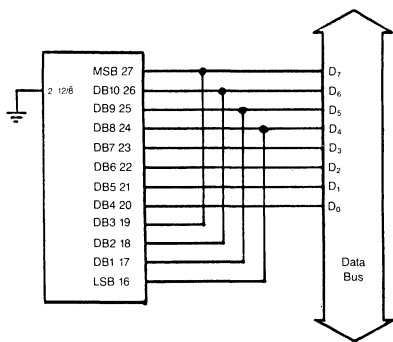 MSB 27
2 12/8̅
DB10 26
DB9 25
DB8 24
DB7 23
DB6 22
DB5 21
DB4 20
DB3 19
DB2 18
DB1 17
LSB 16
D7
D6
D5
D4
D3
D2
D1
D0
Data
Bus